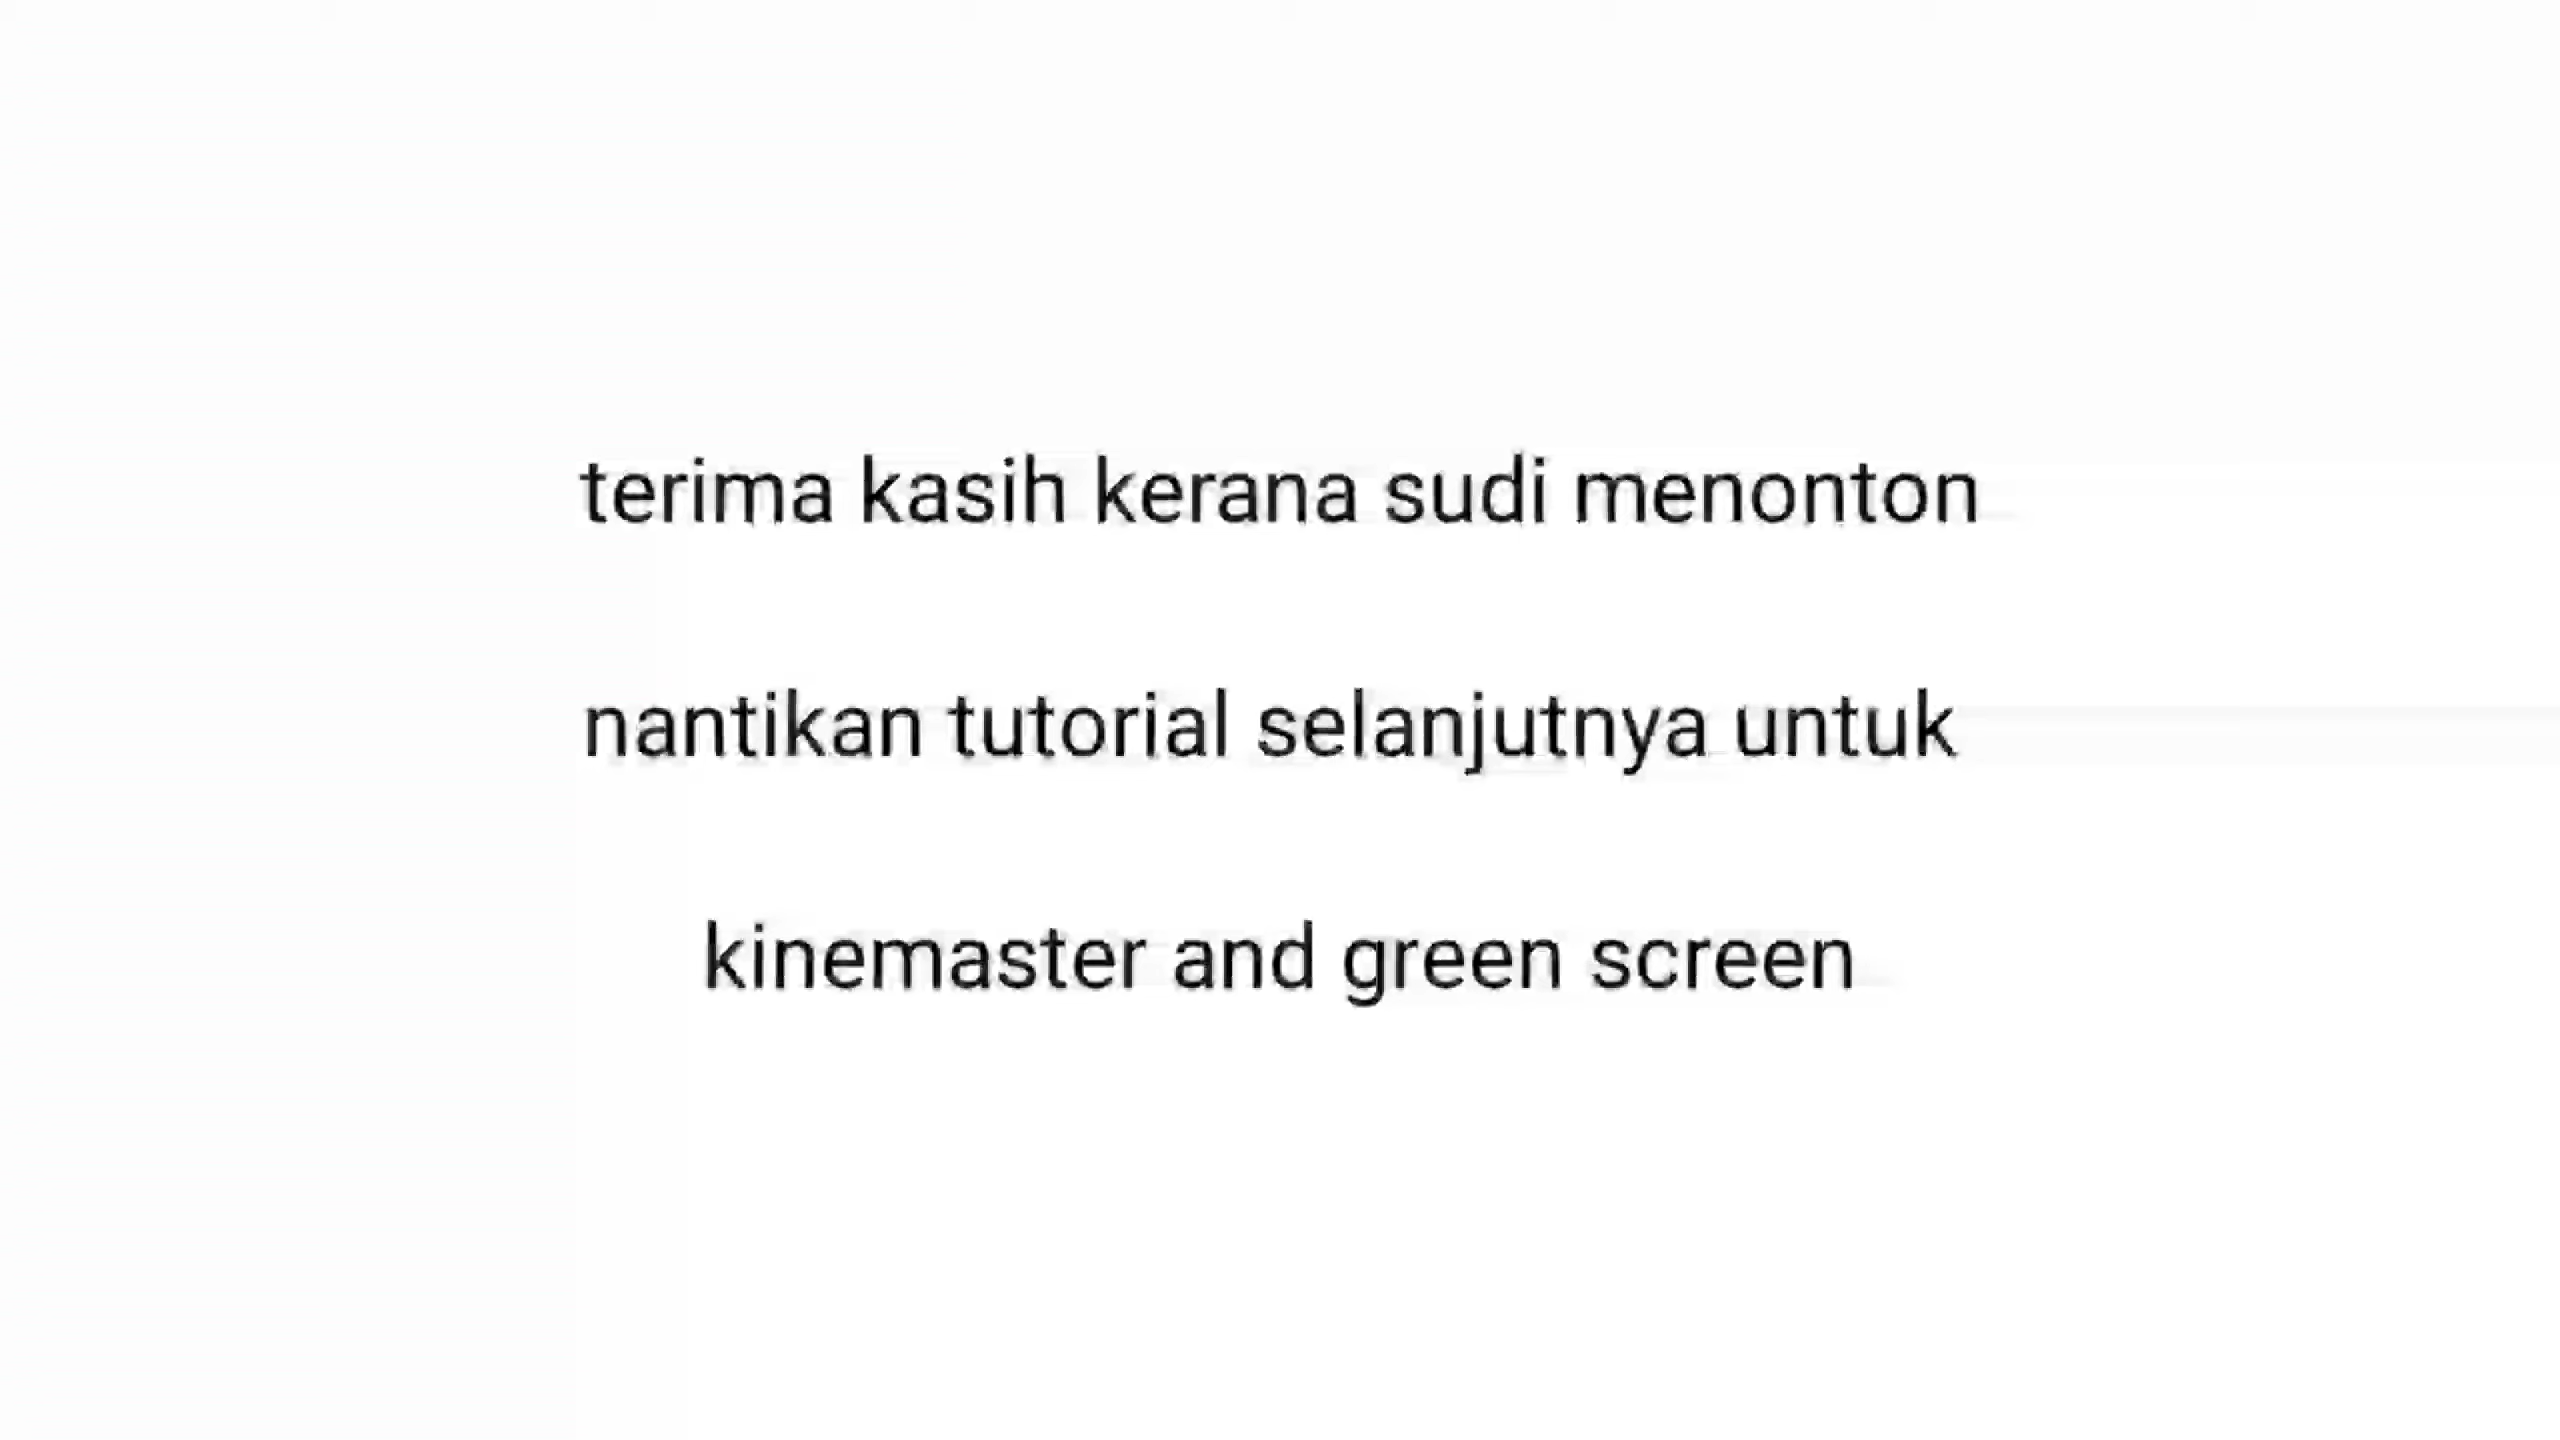 terima kasih kerana sudi menonton
nantikan tutorial selanjutnya untuk
kinemaster and green screen